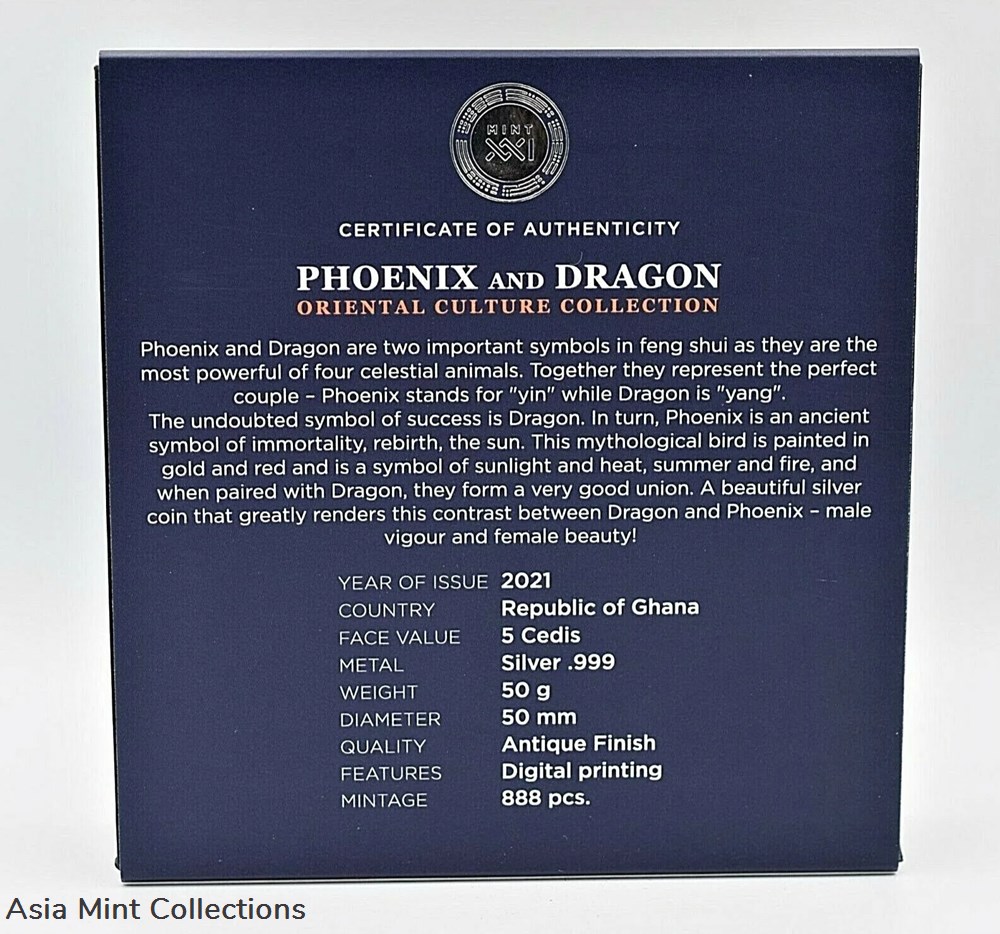 MINT
XXI
CERTIFICATE OF AUTHENTICITY
PHOENIX AND DRAGON
ORIENTAL CULTURE COLLECTION
Phoenix and Dragon are two important symbols in feng shui as they are the
most powerful of four celestial animals. Together they represent the perfect
couple – Phoenix stands for "yin" while Dragon is "yang".
The undoubted symbol of success is Dragon. In turn, Phoenix is an ancient
symbol of immortality, rebirth, the sun. This mythological bird is painted in
gold and red and is a symbol of sunlight and heat, summer and fire, and
when paired with Dragon, they form a very good union. A beautiful silver
coin that greatly renders this contrast between Dragon and Phoenix – male
vigour and female beauty!
YEAR OF ISSUE 2021
COUNTRY Republic of Ghana
FACE VALUE 5 Cedis
METAL Silver .999
WEIGHT 50 g
DIAMETER 50 mm
QUALITY Antique Finish
FEATURES Digital printing
MINTAGE 888 pcs.
Asia Mint Collections